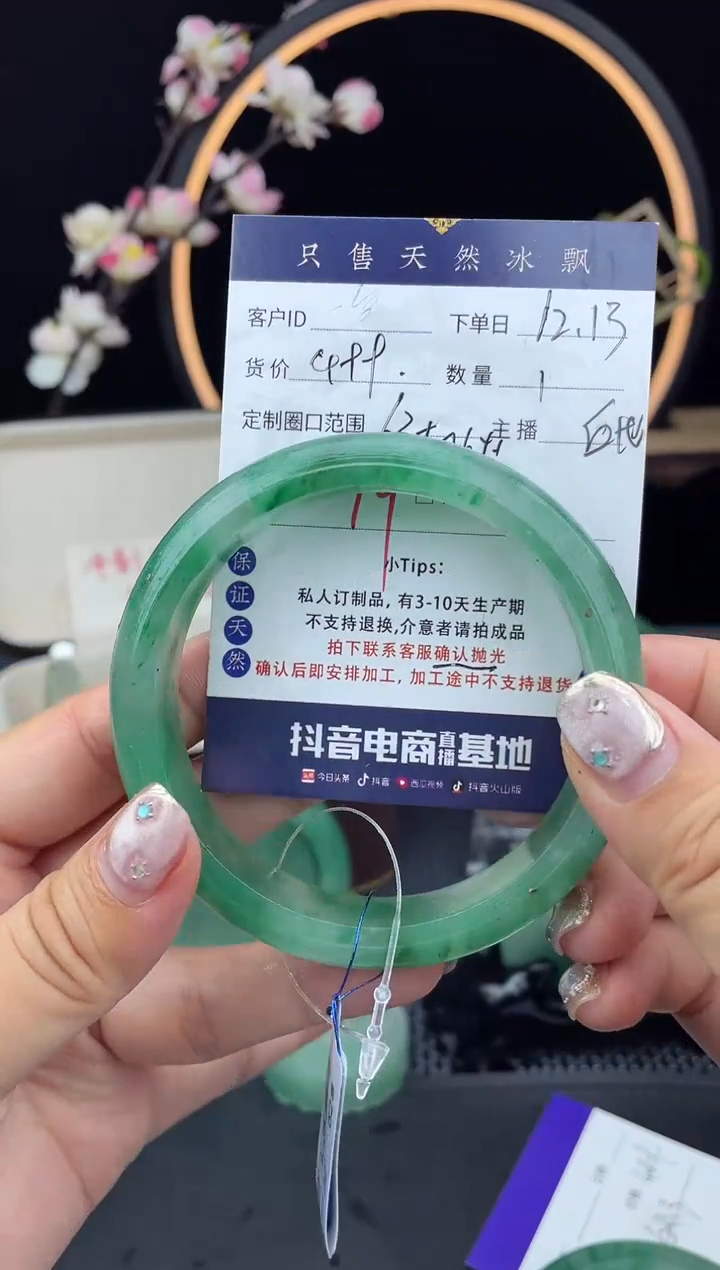 只售天然冰飘
客户ID 下单日 12.13
货价 数量 1
定制圈口范围 主播
19
保证天然
小Tips：
私人订制品，有3-10天生产期
不支持退换,介意者请拍成品
拍下联系客服确认抛光
确认后即安排加工，加工途中不支持退货
抖音电商直播基地
今日头条 抖音 西瓜视频 抖音火山版